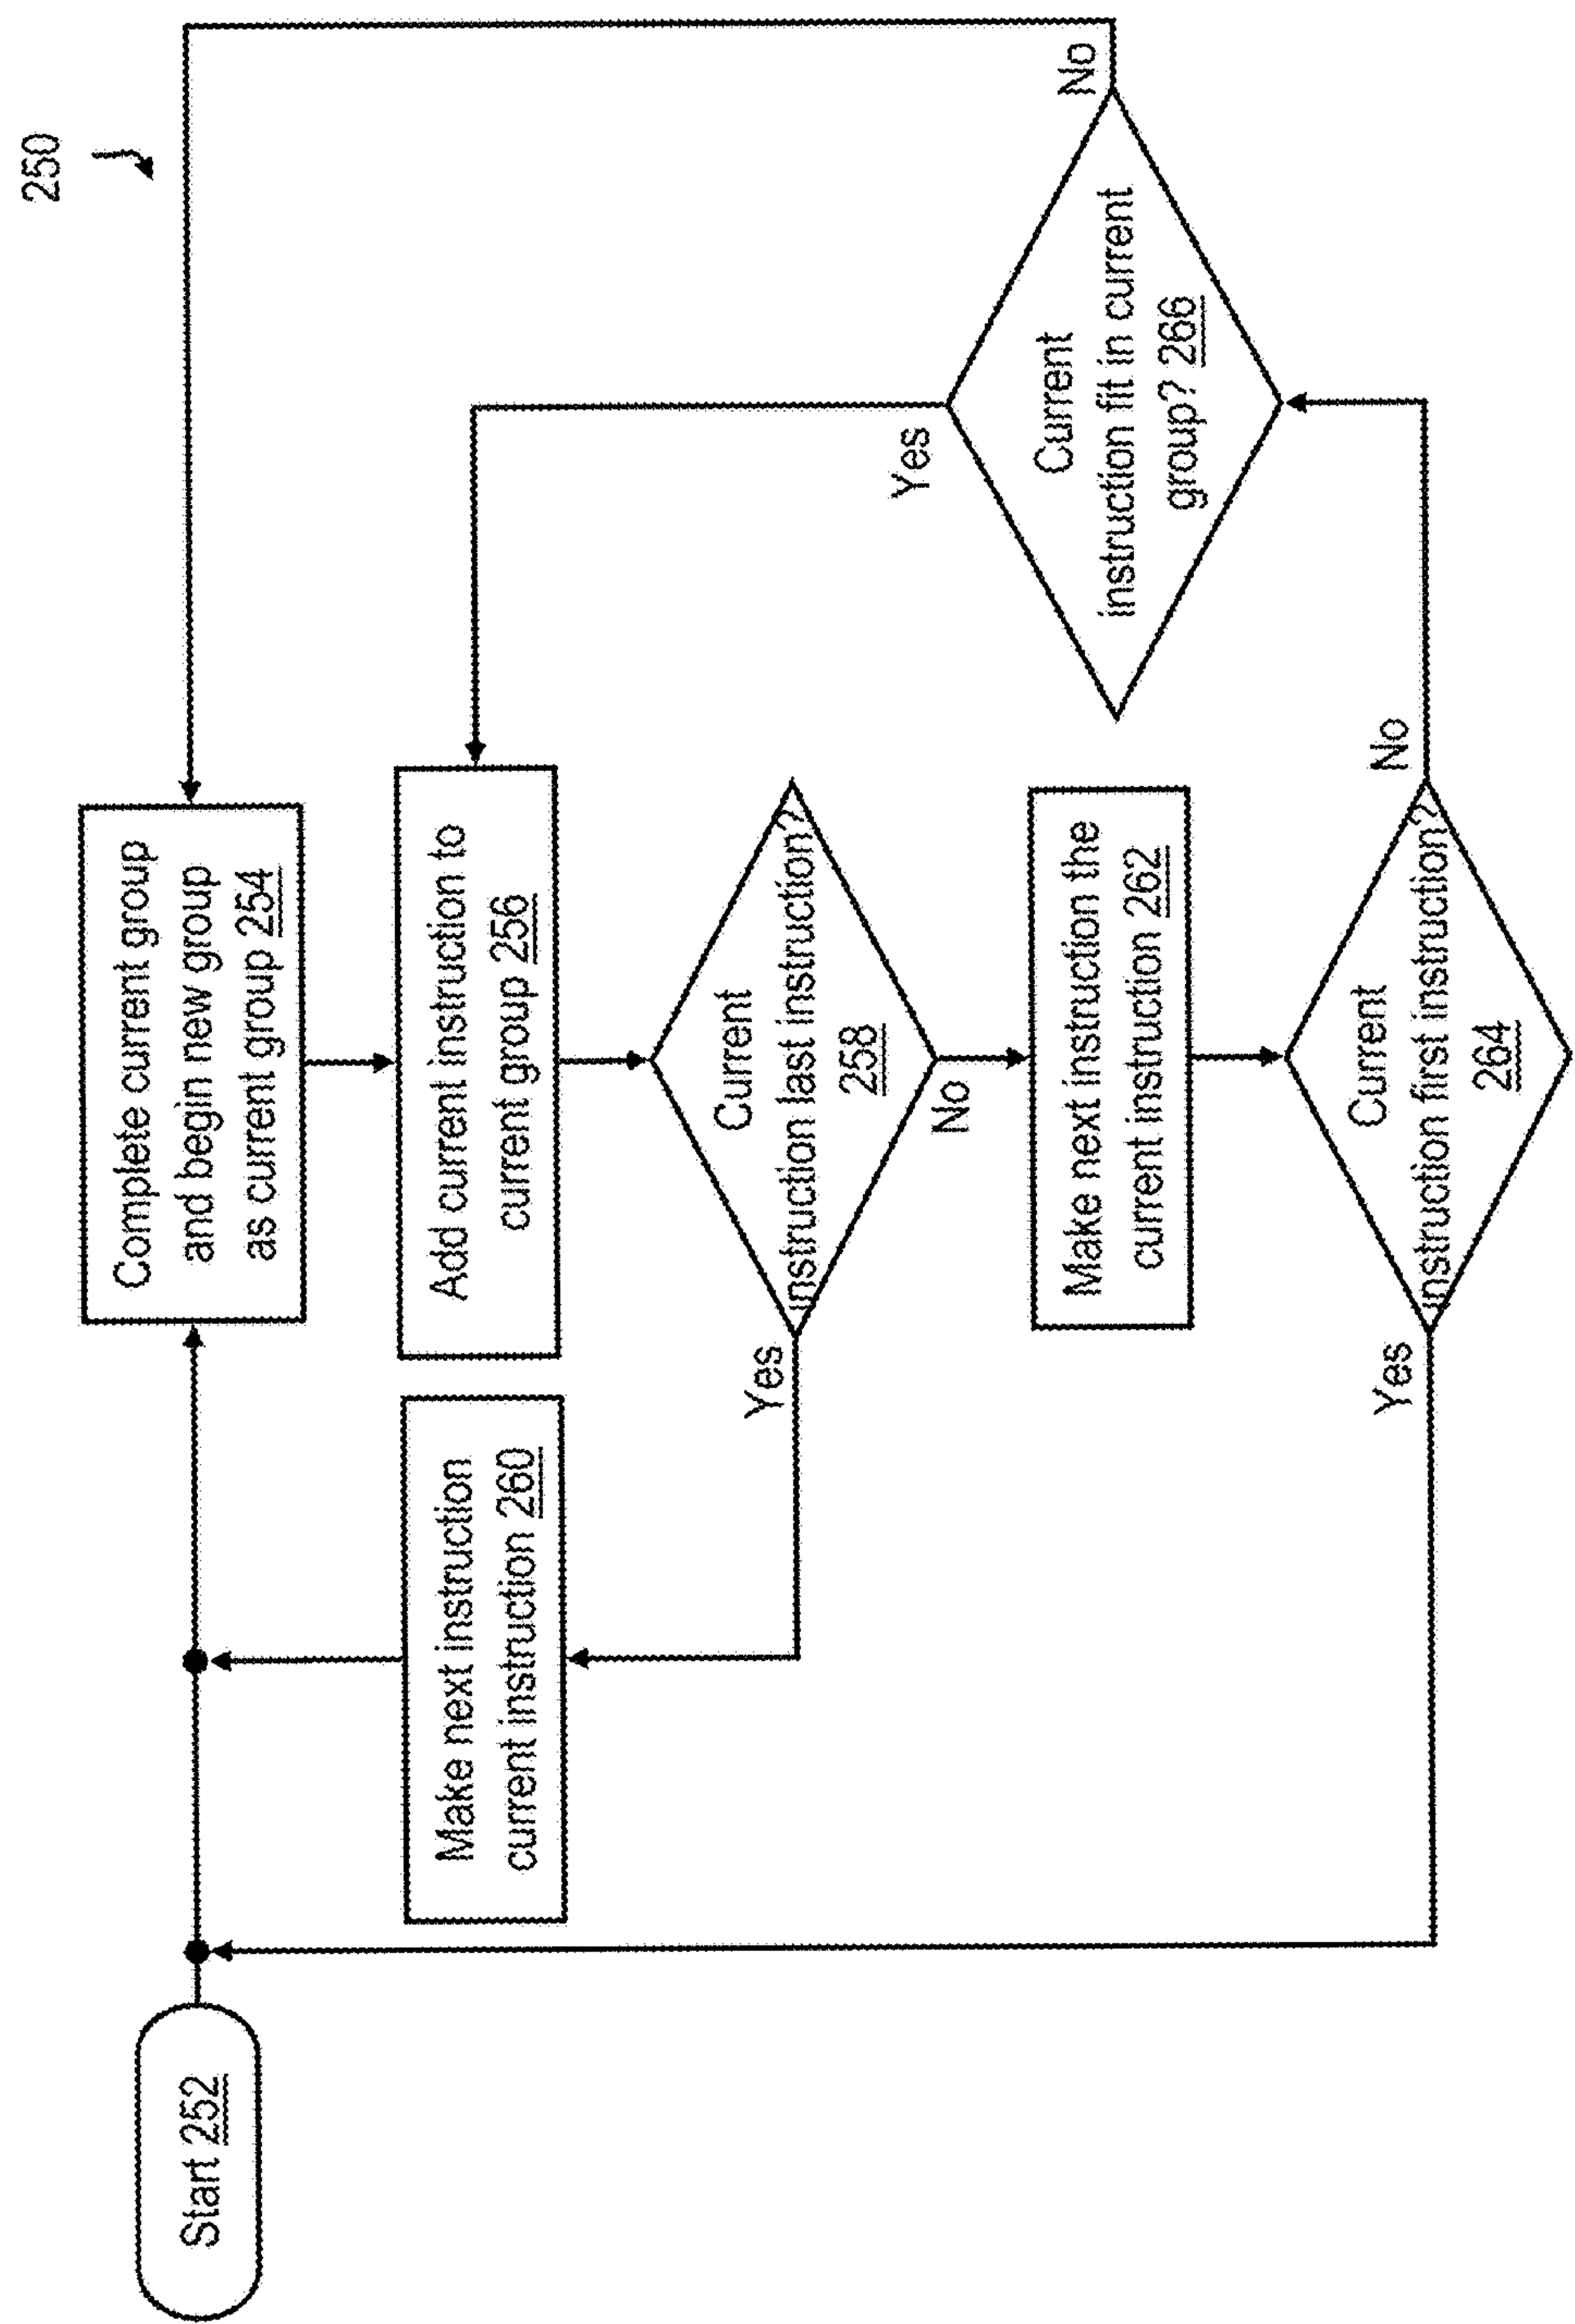 250
Start 252
Complete current group
and begin new group
as current group 254
Make next instruction
current instruction 260
Add current instruction to
current group 256
Yes
Current
instruction last instruction?
258
No
Yes
Make next instruction the
current instruction 262
Current
instruction fit in current
group? 266
No
Yes
Current
instruction first instruction?
264
No